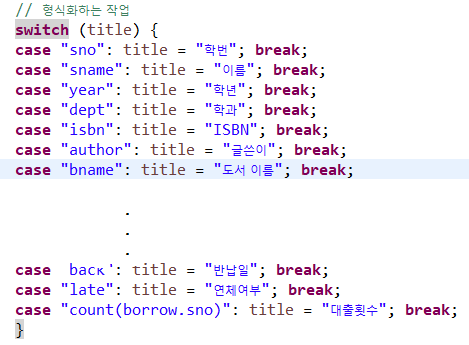 // 형식화하는 작업
switch (title) {
case "sno": title = "학번"; break;
case "sname": title = "이름"; break;
case "year": title = "학년"; break;
case "dept": title = "학과"; break;
case "isbn": title = "ISBN"; break;
case "author": title = "글쓴이"; break;
case "bname": title = "도서 이름"; break;
.
.
.
case back": title = "반납일"; break;
case "late": title = "연체여부"; break;
case "count(borrow.sno)": title = "대출횟수"; break;
}